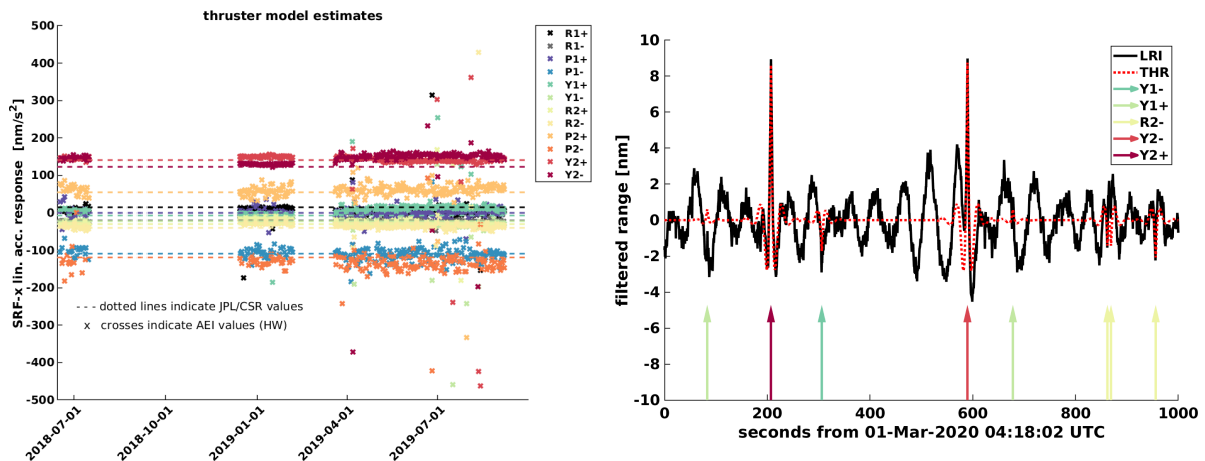 thruster model estimates
SRF-x lin. acc. response [nm/s²]
500
400
300
200
100
0
-100
-200
-300
-400
-500
2018-07-01
2018-10-01
2019-01-01
2019-04-01
2019-07-01
- - - dotted lines indicate JPL/CSR values
x crosses indicate AEI values (HW)
R1+
R1-
P1+
P1-
Y1+
Y1-
R2+
R2-
P2+
P2-
Y2+
Y2-
filtered range [nm]
10
8
6
4
2
0
-2
-4
-6
-8
-10
0
200
400
600
800
1000
seconds from 01-Mar-2020 04:18:02 UTC
LRI
THR
Y1-
Y1+
R2-
Y2-
Y2+